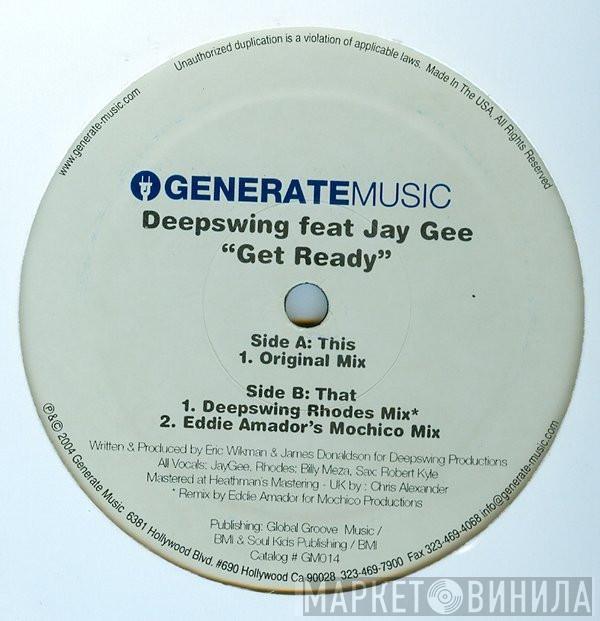 Unauthorized duplication is a violation of applicable laws. Made In The USA, All Rights Reserved
www.generate-music.com
GENERATEMUSIC
Deepswing feat Jay Gee
“Get Ready”
Side A: This
1. Original Mix
Side B: That
1. Deepswing Rhodes Mix*
2. Eddie Amador's Mochico Mix
Written & Produced by Eric Wikman & James Donaldson for Deepswing Productions
All Vocals: JayGee, Rhodes: Billy Meza, Sax: Robert Kyle
Mastered at Heathman's Mastering - UK by : Chris Alexander
* Remix by Eddie Amador for Mochico Productions
Publishing: Global Groove Music /
BMI & Soul Kids Publishing / BMI
Catalog # GM014
℗&© 2004 Generate Music 6381 Hollywood Blvd. #690 Hollywood Ca 90028 323-469-7900 Fax 323-469-4068 info@generate-music.com
МАРКЕТ ВИНИЛА